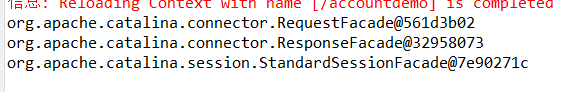 信息: Reloading Context with name [/accountdemo] is completed
org.apache.catalina.connector.RequestFacade@561d3b02
org.apache.catalina.connector.ResponseFacade@32958073
org.apache.catalina.session.StandardSessionFacade@7e90271c